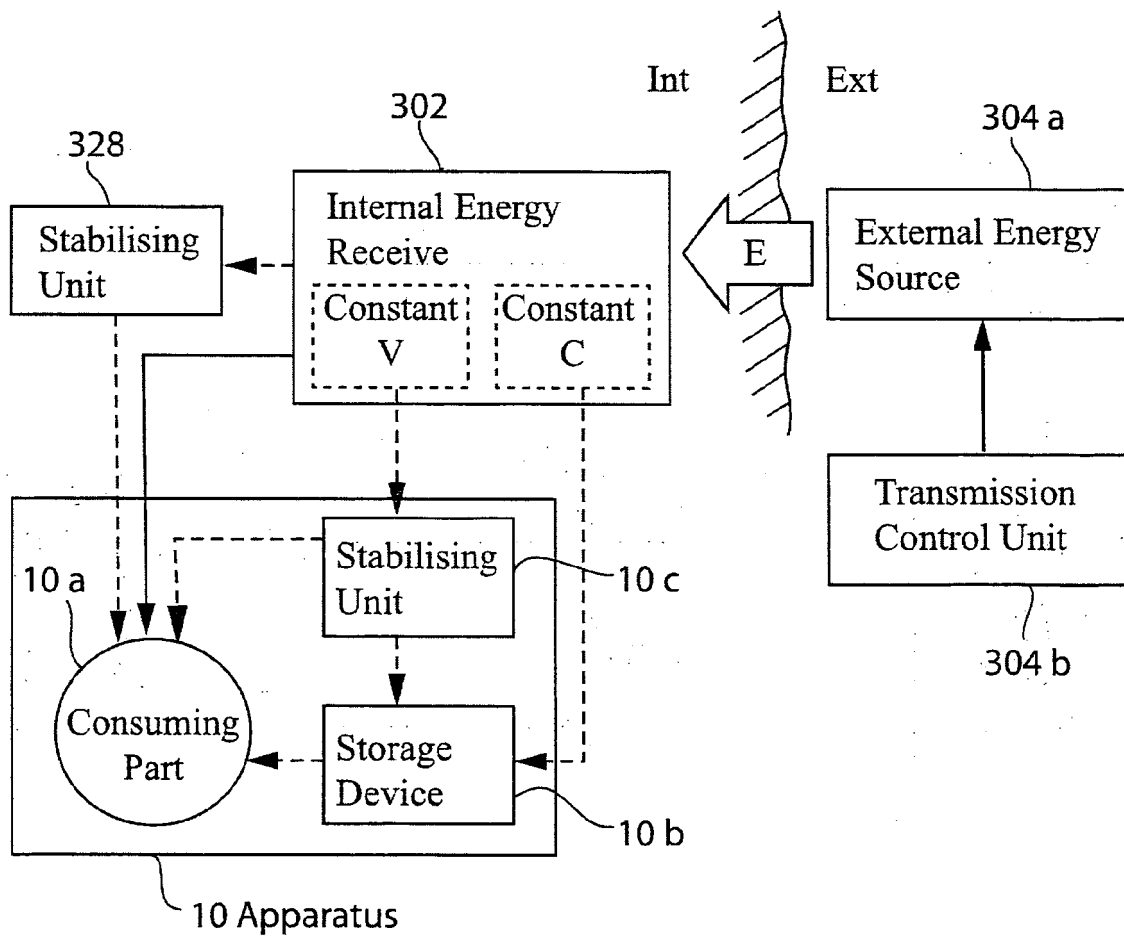 Int
Ext
302
304 a
328
Internal Energy
Receive
External Energy
Source
Stabilising
Unit
E
Constant
V
Constant
C
Transmission
Control Unit
Stabilising
Unit
10 a
10 c
304 b
Consuming
Part
Storage
Device
10 b
10 Apparatus